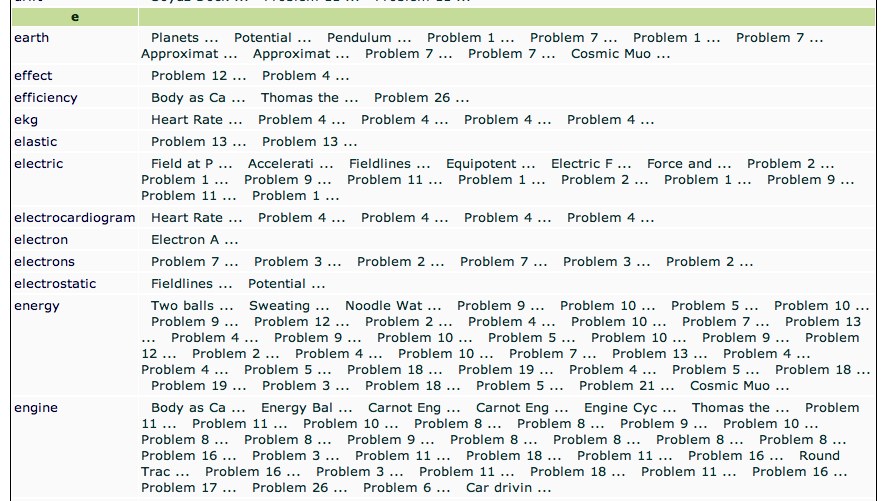 e
earth Planets ... Potential ... Pendulum ... Problem 1 ... Problem 7 ... Problem 1 ... Problem 7 ...
Approximat ... Approximat ... Problem 7 ... Problem 7 ... Cosmic Muo ...
effect Problem 12 ... Problem 4 ...
efficiency Body as Ca ... Thomas the ... Problem 26 ...
ekg Heart Rate ... Problem 4 ... Problem 4 ... Problem 4 ... Problem 4 ...
elastic Problem 13 ... Problem 13 ...
electric Field at P ... Accelerati ... Fieldlines ... Equipotent ... Electric F ... Force and ... Problem 2 ...
Problem 1 ... Problem 9 ... Problem 11 ... Problem 1 ... Problem 2 ... Problem 1 ... Problem 9 ...
Problem 11 ... Problem 1 ...
electrocardiogram Heart Rate ... Problem 4 ... Problem 4 ... Problem 4 ... Problem 4 ...
electron Electron A ...
electrons Problem 7 ... Problem 3 ... Problem 2 ... Problem 7 ... Problem 3 ... Problem 2 ...
electrostatic Fieldlines ... Potential ...
energy Two balls ... Sweating ... Noodle Wat ... Problem 9 ... Problem 10 ... Problem 5 ... Problem 10 ...
Problem 9 ... Problem 12 ... Problem 2 ... Problem 4 ... Problem 10 ... Problem 7 ... Problem 13
... Problem 4 ... Problem 9 ... Problem 10 ... Problem 5 ... Problem 10 ... Problem 9 ... Problem
12 ... Problem 2 ... Problem 4 ... Problem 10 ... Problem 7 ... Problem 13 ... Problem 4 ...
Problem 4 ... Problem 5 ... Problem 18 ... Problem 19 ... Problem 4 ... Problem 5 ... Problem 18 ...
Problem 19 ... Problem 3 ... Problem 18 ... Problem 5 ... Problem 21 ... Cosmic Muo ...
engine Body as Ca ... Energy Bal ... Carnot Eng ... Carnot Eng ... Engine Cyc ... Thomas the ... Problem
11 ... Problem 11 ... Problem 10 ... Problem 8 ... Problem 8 ... Problem 9 ... Problem 10 ...
Problem 8 ... Problem 8 ... Problem 9 ... Problem 8 ... Problem 8 ... Problem 8 ... Problem 8 ...
Problem 16 ... Problem 3 ... Problem 11 ... Problem 18 ... Problem 11 ... Problem 16 ... Round
Trac ... Problem 16 ... Problem 3 ... Problem 11 ... Problem 18 ... Problem 11 ... Problem 16 ...
Problem 17 ... Problem 26 ... Problem 6 ... Car drivin ...